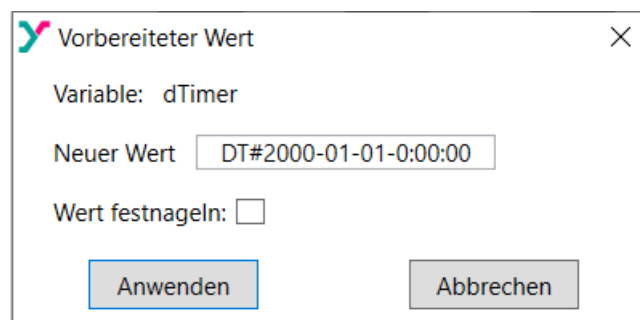 Vorbereiteter Wert
Variable: dTimer
Neuer Wert DT#2000-01-01-0:00:00
Wert festnageln:
Anwenden Abbrechen